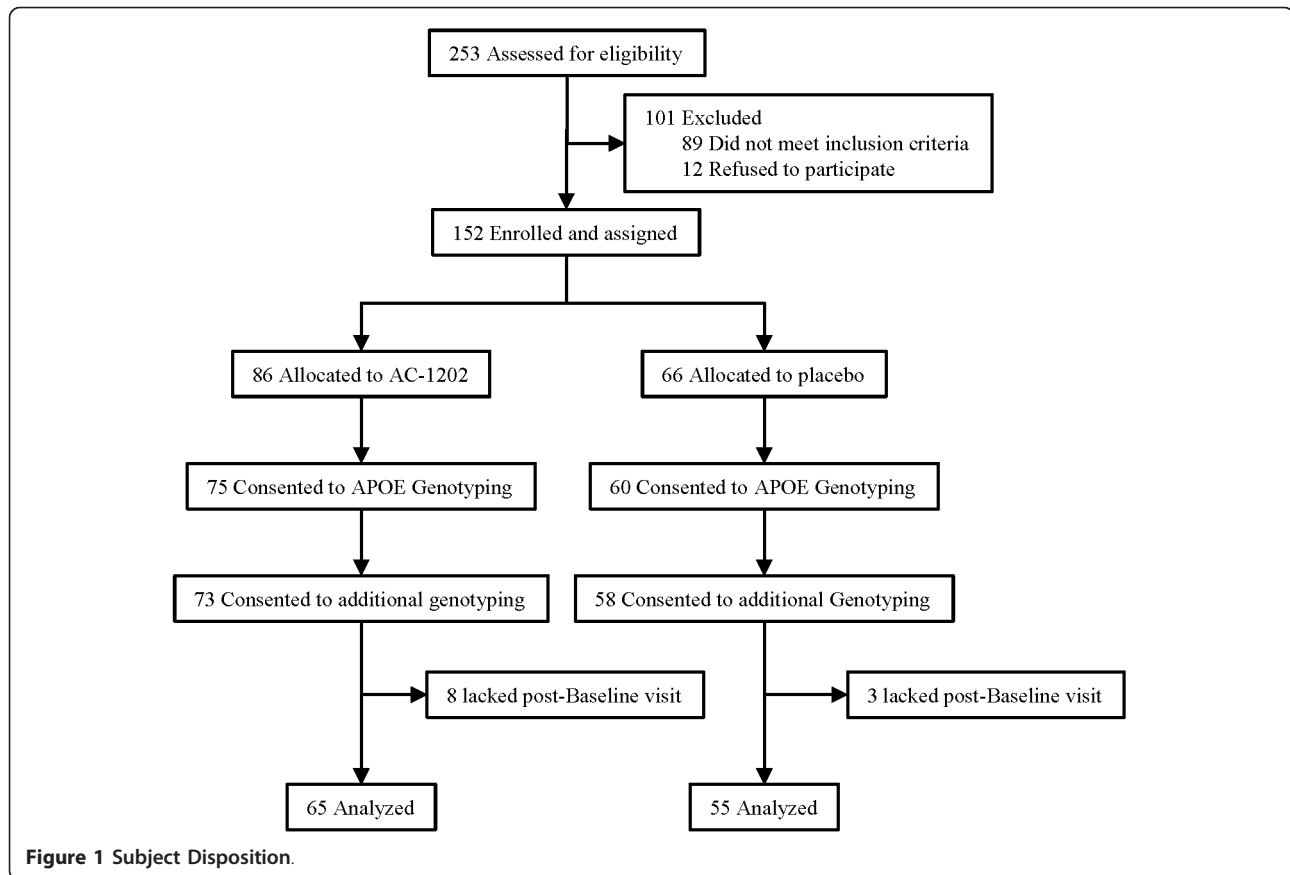 253 Assessed for eligibility
101 Excluded
89 Did not meet inclusion criteria
12 Refused to participate
152 Enrolled and assigned
86 Allocated to AC-1202
66 Allocated to placebo
75 Consented to APOE Genotyping
60 Consented to APOE Genotyping
73 Consented to additional genotyping
58 Consented to additional Genotyping
8 lacked post-Baseline visit
3 lacked post-Baseline visit
65 Analyzed
55 Analyzed
Figure 1 Subject Disposition.